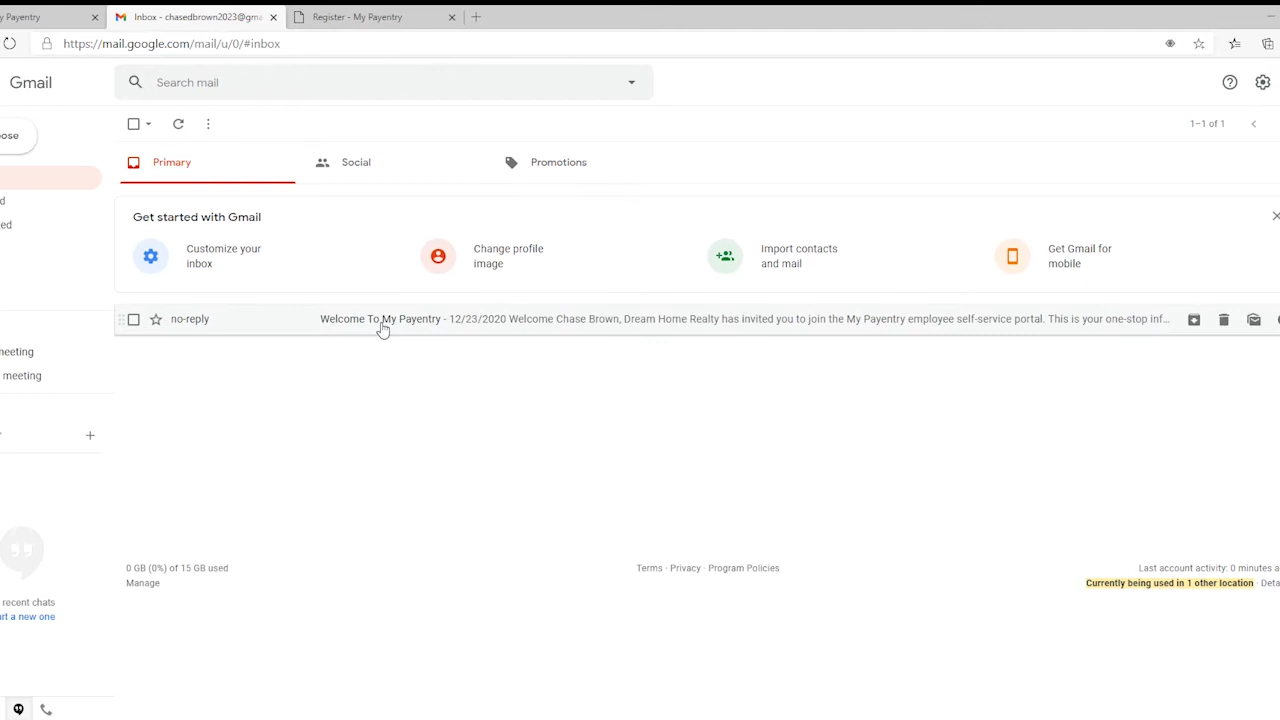 y Payentry
Inbox - chasedbrown2023@gma
Register - My Payentry
https://mail.google.com/mail/u/0/#inbox
Gmail
Search mail
ose
1–1 of 1
Primary
Social
Promotions
d
ed
Get started with Gmail
Customize your
inbox
Change profile
image
Import contacts
and mail
Get Gmail for
mobile
no-reply
Welcome To My Payentry - 12/23/2020 Welcome Chase Brown, Dream Home Realty has invited you to join the My Payentry employee self-service portal. This is your one-stop inf...
meeting
meeting
0 GB (0%) of 15 GB used
Manage
Terms · Privacy · Program Policies
Last account activity: 0 minutes a
Currently being used in 1 other location · Deta
recent chats
art a new one